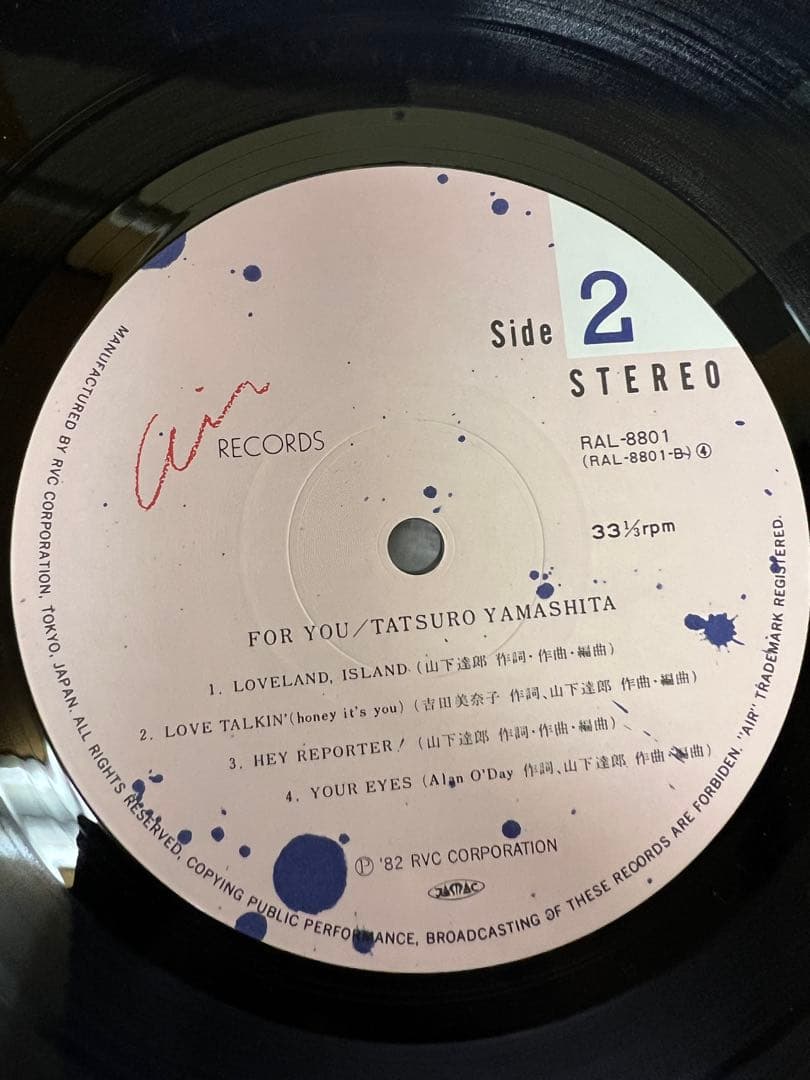 Side 2
STEREO
air RECORDS
RAL-8801
(RAL-8801-B) ④
33⅓rpm
FOR YOU/TATSURO YAMASHITA
1. LOVELAND, ISLAND (山下達郎 作詞・作曲・編曲)
2. LOVE TALKIN' (honey it's you) (吉田美奈子 作詞、山下達郎 作曲・編曲)
3. HEY REPORTER! (山下達郎 作詞・作曲・編曲)
4. YOUR EYES (Alan O'Day 作詞、山下達郎 作曲・編曲)
Ⓟ '82 RVC CORPORATION
JASRAC
MANUFACTURED BY RVC CORPORATION, TOKYO, JAPAN. ALL RIGHTS RESERVED, COPYING PUBLIC PERFORMANCE, BROADCASTING OF THESE RECORDS ARE FORBIDEN. "AIR" TRADEMARK REGISTERED.